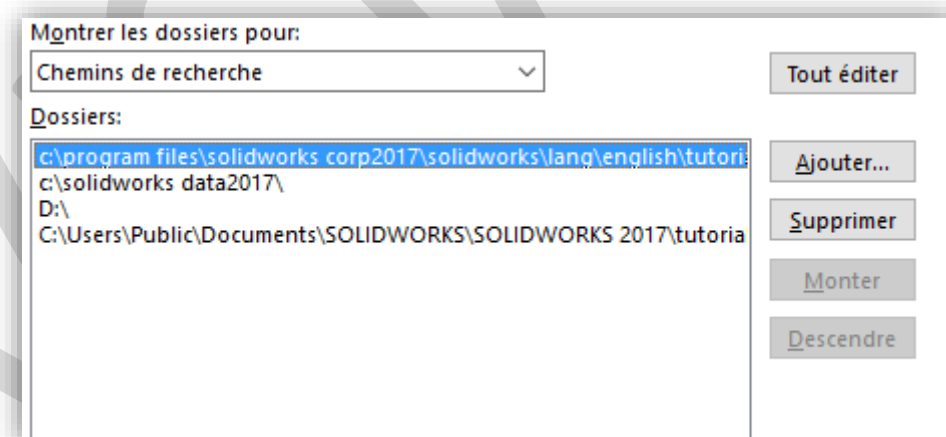 Montrer les dossiers pour:
Chemins de recherche
Tout éditer
Dossiers:
c:\program files\solidworks corp2017\solidworks\lang\english\tutoria
c:\solidworks data2017\
D:\
C:\Users\Public\Documents\SOLIDWORKS\SOLIDWORKS 2017\tutoria
Ajouter...
Supprimer
Monter
Descendre